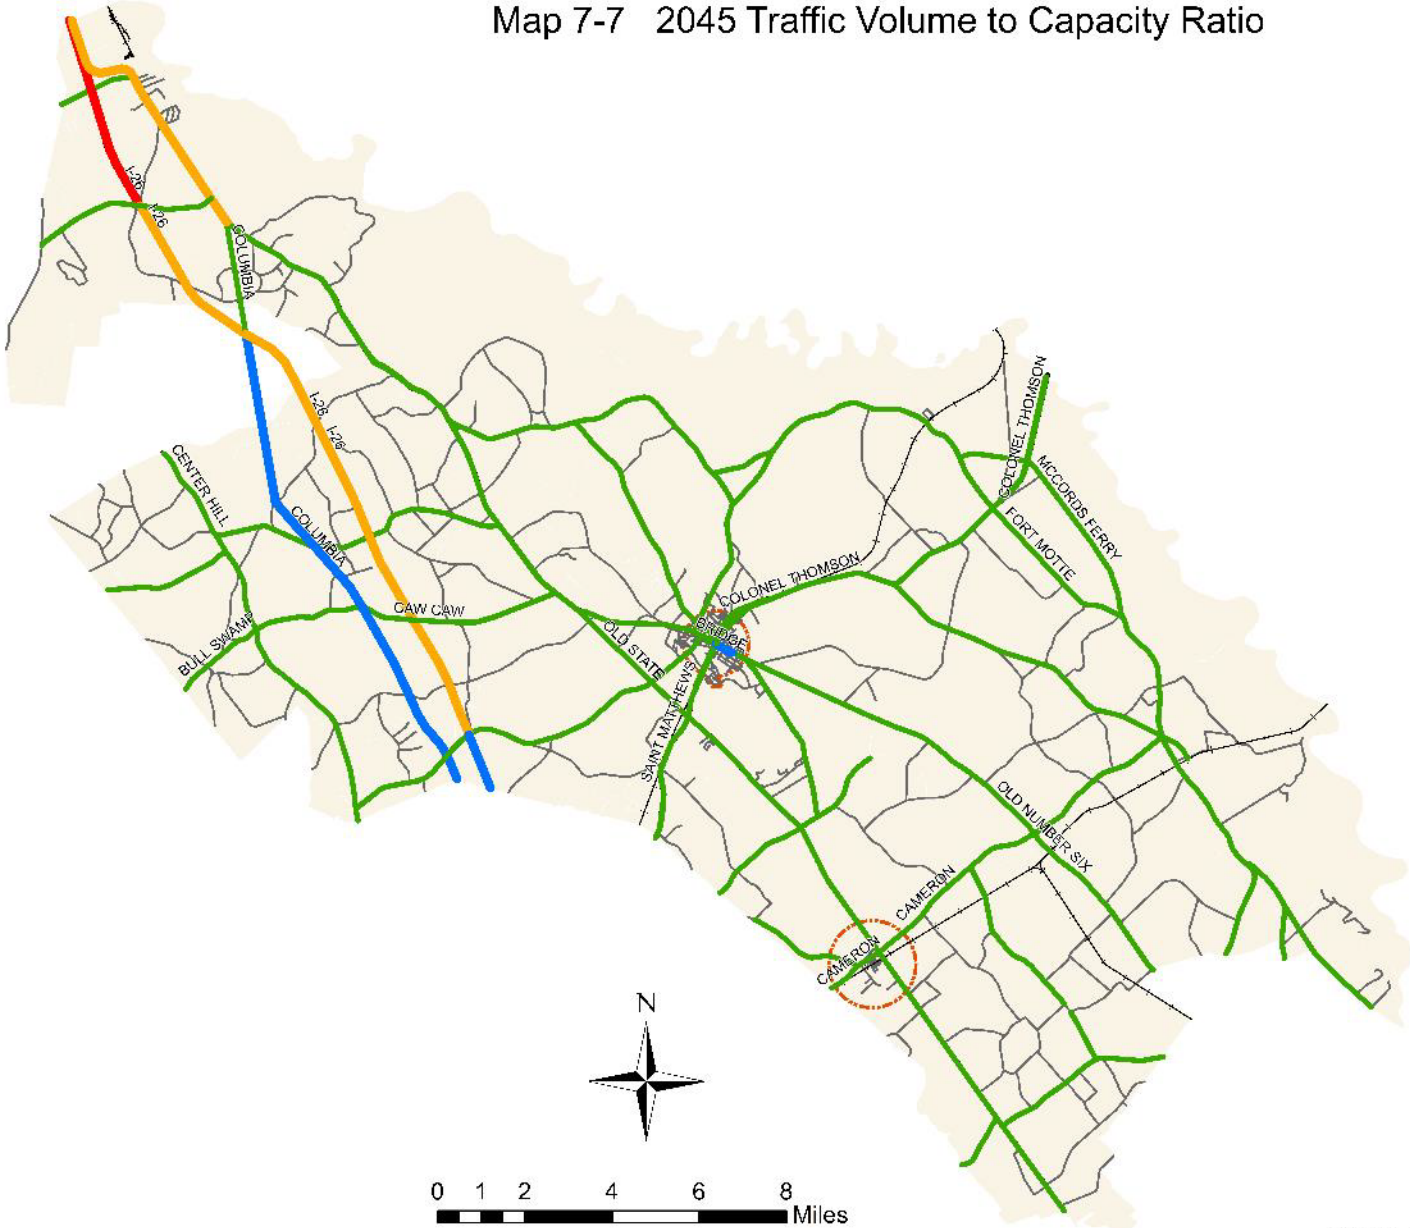 Map 7-7   2045 Traffic Volume to Capacity Ratio
I-26
I-26
COLUMBIA
I-26
I-26
COLONEL THOMSON
CENTER HILL
MCCORDS FERRY
COLUMBIA
FORT MOTTE
COLONEL THOMSON
CAW CAW
BULL SWAMP
OLD STATE
BRIDGE
SAINT MATTHEWS
OLD NUMBER SIX
CAMERON
CAMERON
N
0 1 2 4 6 8
Miles